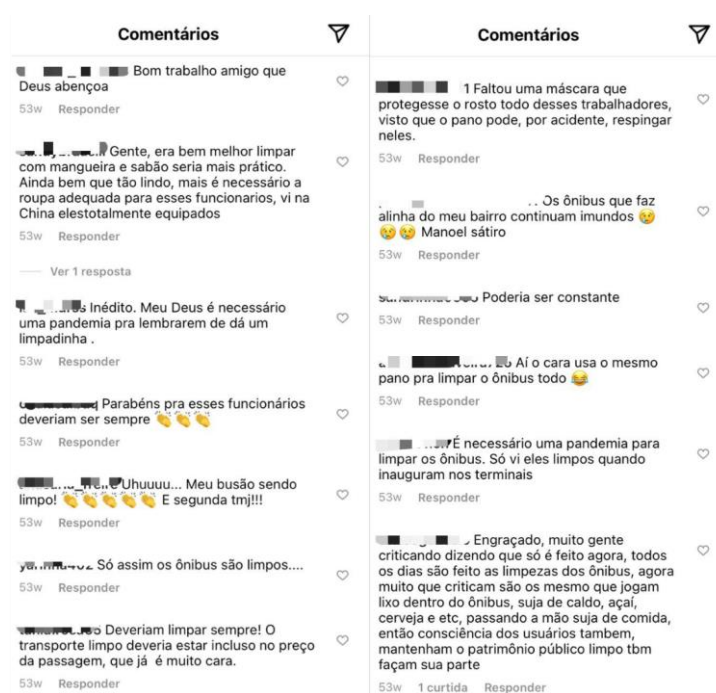 Comentários
Bom trabalho amigo que
Deus abençoa
53w Responder
Gente, era bem melhor limpar
com mangueira e sabão seria mais prático.
Ainda bem que tão lindo, mais é necessário a
roupa adequada para esses funcionarios, vi na
China elestotalmente equipados
53w Responder
Ver 1 resposta
Inédito. Meu Deus é necessário
uma pandemia pra lembrarem de dá um
limpadinha .
53w Responder
Parabéns pra esses funcionários
deveriam ser sempre 👏👏👏
53w Responder
Uhuuuu... Meu busão sendo
limpo! 👏👏👏👏👏 E segunda tmj!!!
53w Responder
Só assim os ônibus são limpos....
53w Responder
Deveriam limpar sempre! O
transporte limpo deveria estar incluso no preço
da passagem, que já é muito cara.
53w Responder
Comentários
1 Faltou uma máscara que
protegesse o rosto todo desses trabalhadores,
visto que o pano pode, por acidente, respingar
neles.
53w Responder
Os ônibus que faz
alinha do meu bairro continuam imundos 😢
😢😢 Manoel sátiro
53w Responder
Poderia ser constante
53w Responder
Aí o cara usa o mesmo
pano pra limpar o ônibus todo 😂
53w Responder
É necessário uma pandemia para
limpar os ônibus. Só vi eles limpos quando
inauguram nos terminais
53w Responder
Engraçado, muito gente
criticando dizendo que só é feito agora, todos
os dias são feito as limpezas dos ônibus, agora
muito que criticam são os mesmo que jogam
lixo dentro do ônibus, suja de caldo, açaí,
cerveja e etc, passando a mão suja de comida,
então consciência dos usuários tambem,
mantenham o patrimônio público limpo tbm
façam sua parte
53w 1 curtida Responder